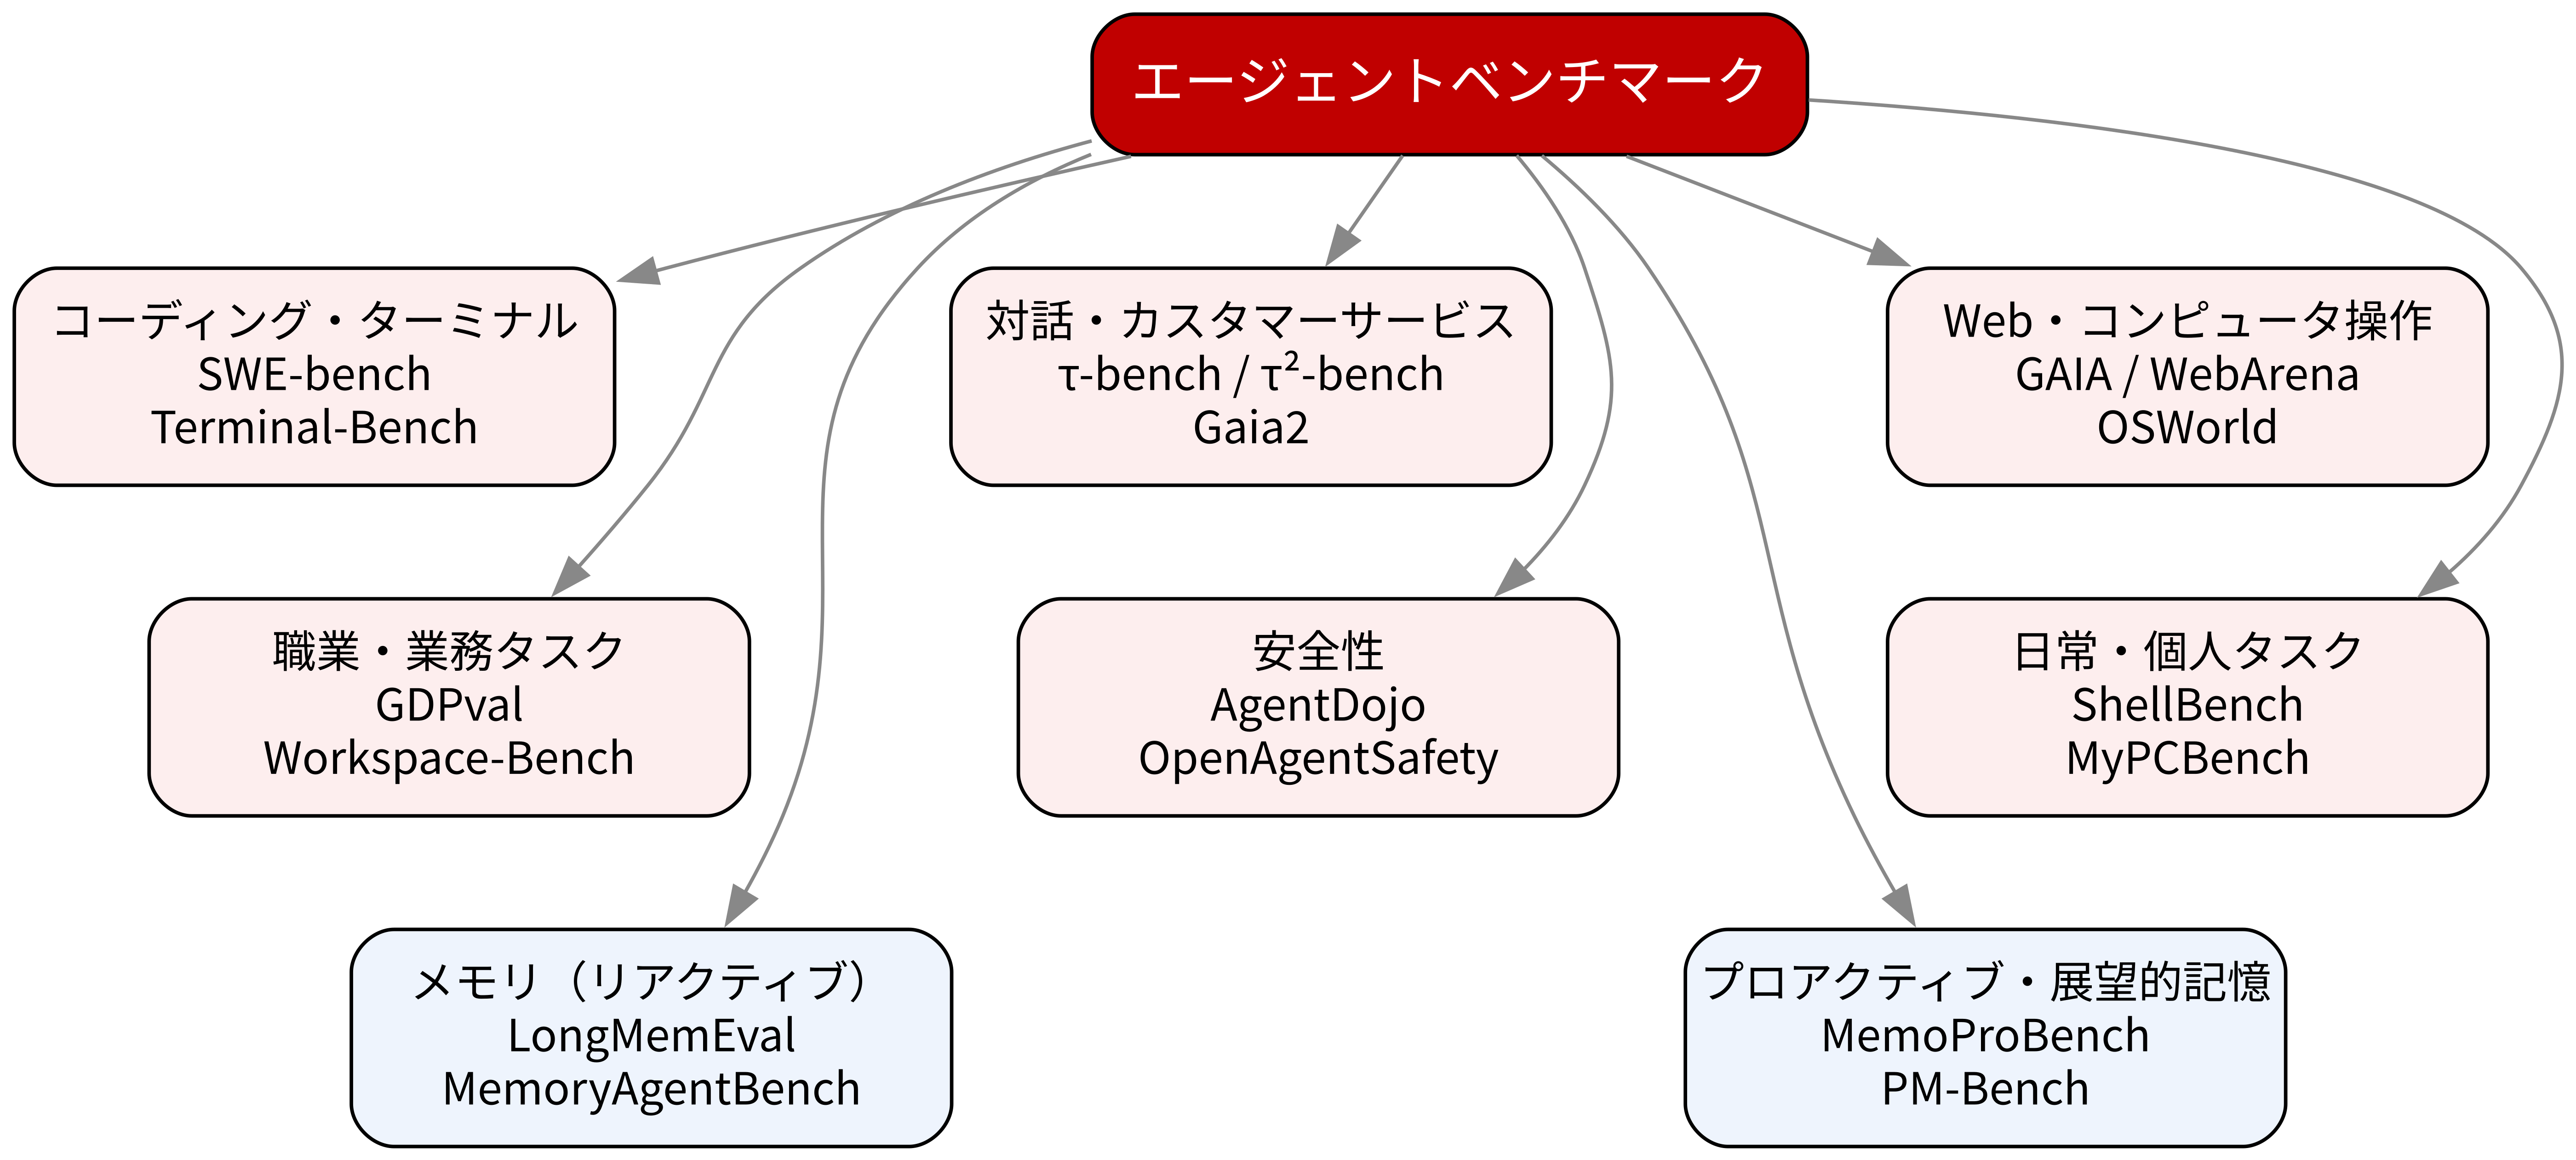 エージェントベンチマーク
コーディング・ターミナル
SWE-bench
Terminal-Bench
対話・カスタマーサービス
τ-bench / τ²-bench
Gaia2
Web・コンピュータ操作
GAIA / WebArena
OSWorld
職業・業務タスク
GDPval
Workspace-Bench
安全性
AgentDojo
OpenAgentSafety
日常・個人タスク
ShellBench
MyPCBench
メモリ（リアクティブ）
LongMemEval
MemoryAgentBench
プロアクティブ・展望的記憶
MemoProBench
PM-Bench